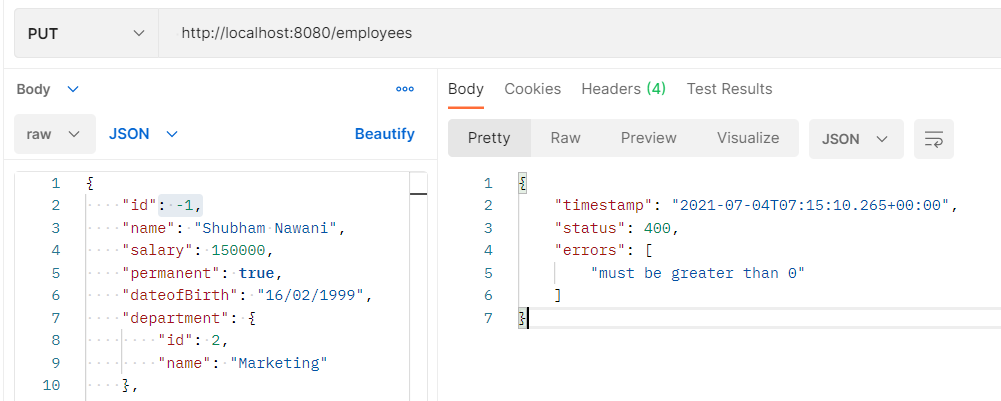 PUT http://localhost:8080/employees
Body ooo
raw JSON Beautify
1 {
2 "id": -1,
3 "name": "Shubham Nawani",
4 "salary": 150000,
5 "permanent": true,
6 "dateofBirth": "16/02/1999",
7 "department": {
8 "id": 2,
9 "name": "Marketing"
10 },
Body Cookies Headers (4) Test Results
Pretty Raw Preview Visualize JSON
1 {
2 "timestamp": "2021-07-04T07:15:10.265+00:00",
3 "status": 400,
4 "errors": [
5 "must be greater than 0"
6 ]
7 }